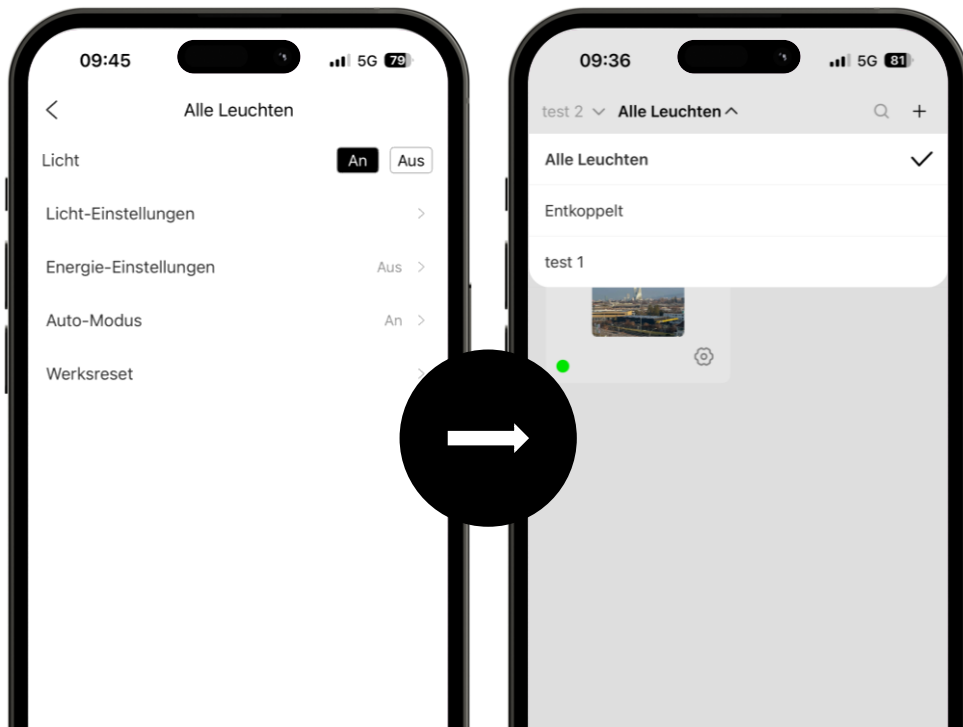 09:45
5G 79
Alle Leuchten
Licht An Aus
Licht-Einstellungen
Energie-Einstellungen Aus
Auto-Modus An
Werksreset
09:36
5G 81
test 2 Alle Leuchten
Alle Leuchten
Entkoppelt
test 1